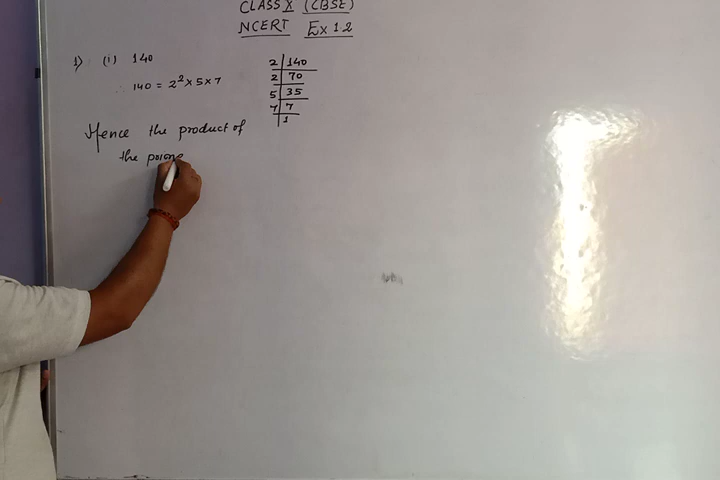 CLASS X (CBSE)
NCERT Ex 1.2
1) (i) 140
∴ 140 = 2² × 5 × 7
2 | 140
2 | 70
5 | 35
7 | 7
1
Hence the product of
the prime